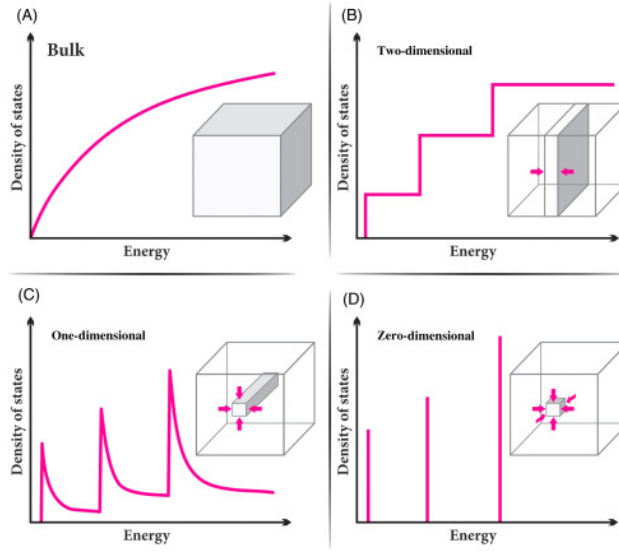 (A)
Bulk
Density of states
Energy
(B)
Two-dimensional
Density of states
Energy
(C)
One-dimensional
Density of states
Energy
(D)
Zero-dimensional
Density of states
Energy